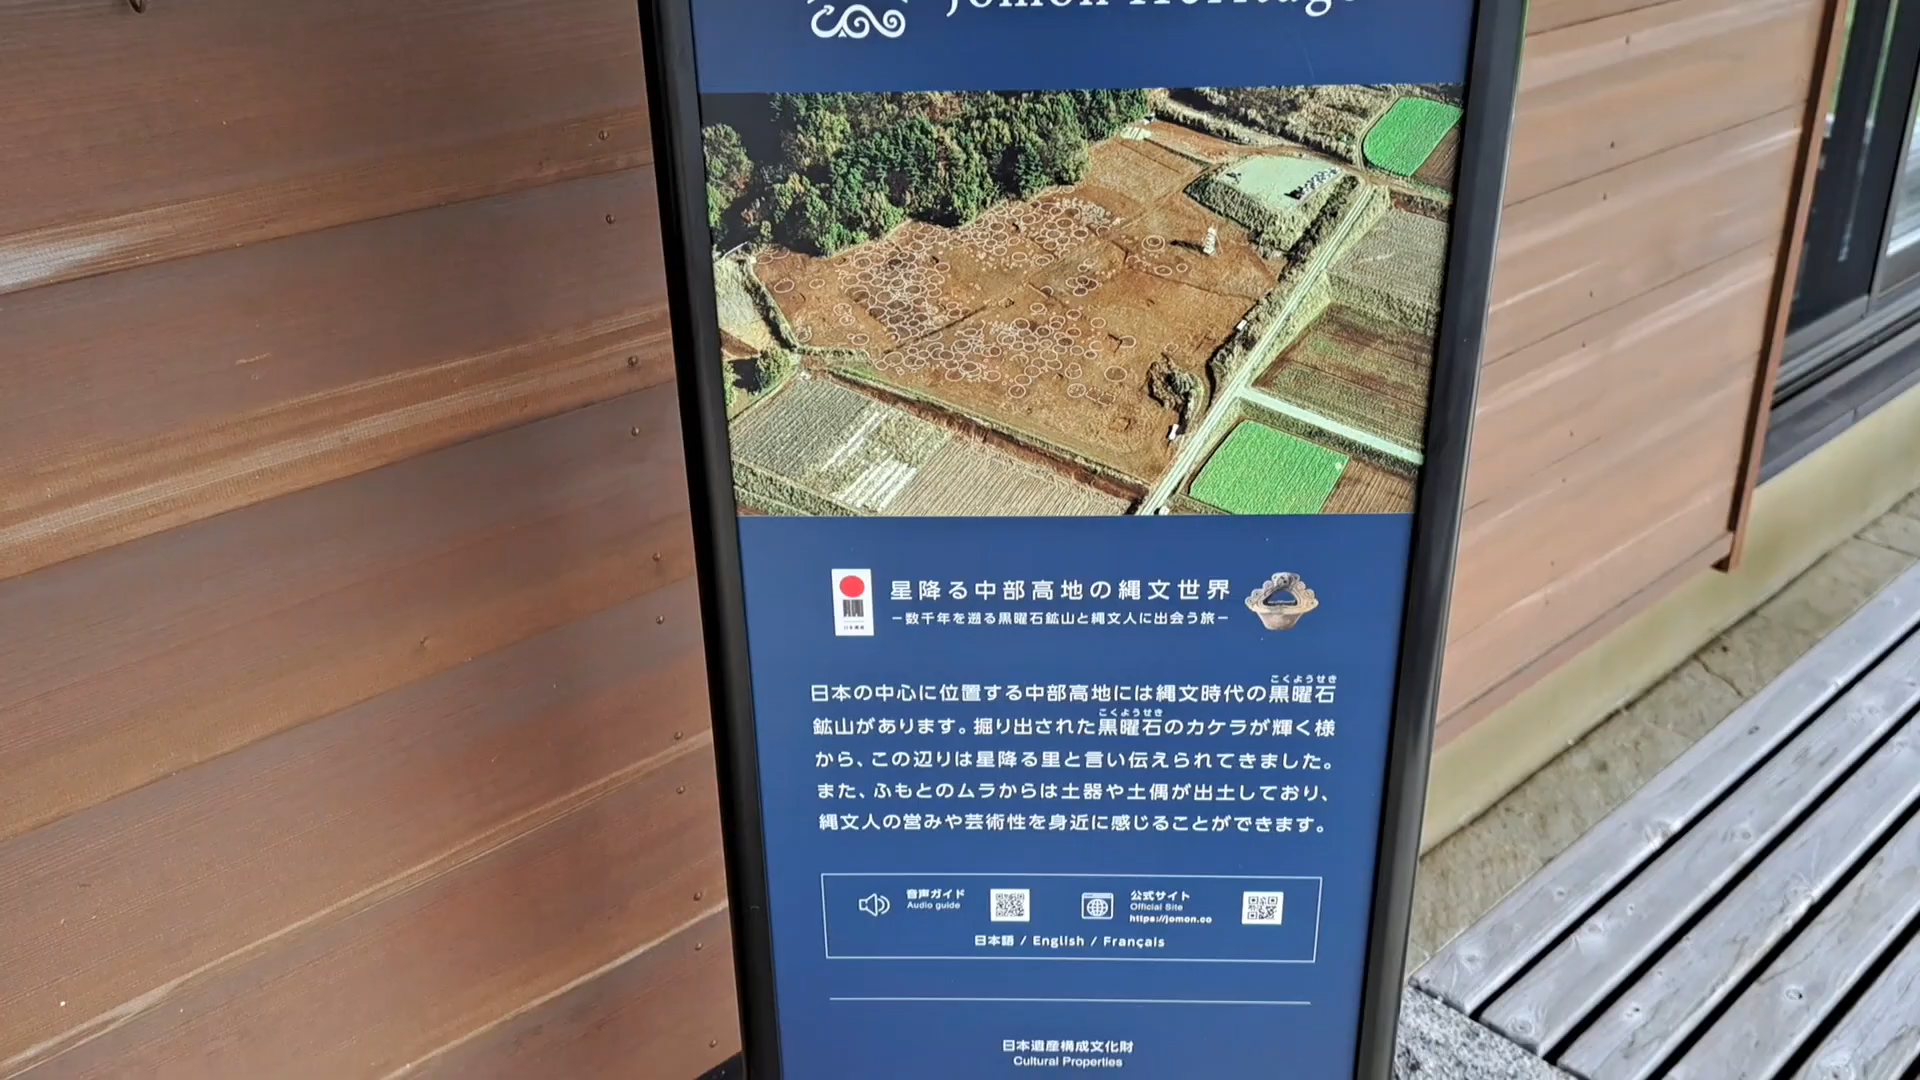 Jomon Heritage
星降る中部高地の縄文世界
－数千年を遡る黒曜石鉱山と縄文人に出会う旅－
こくようせき
日本の中心に位置する中部高地には縄文時代の黒曜石
こくようせき
鉱山があります。掘り出された黒曜石のカケラが輝く様
から、この辺りは星降る里と言い伝えられてきました。
また、ふもとのムラからは土器や土偶が出土しており、
縄文人の営みや芸術性を身近に感じることができます。
音声ガイド
Audio guide
公式サイト
Official Site
https://jomon.co
日本語 / English / Français
日本遺産構成文化財
Cultural Properties